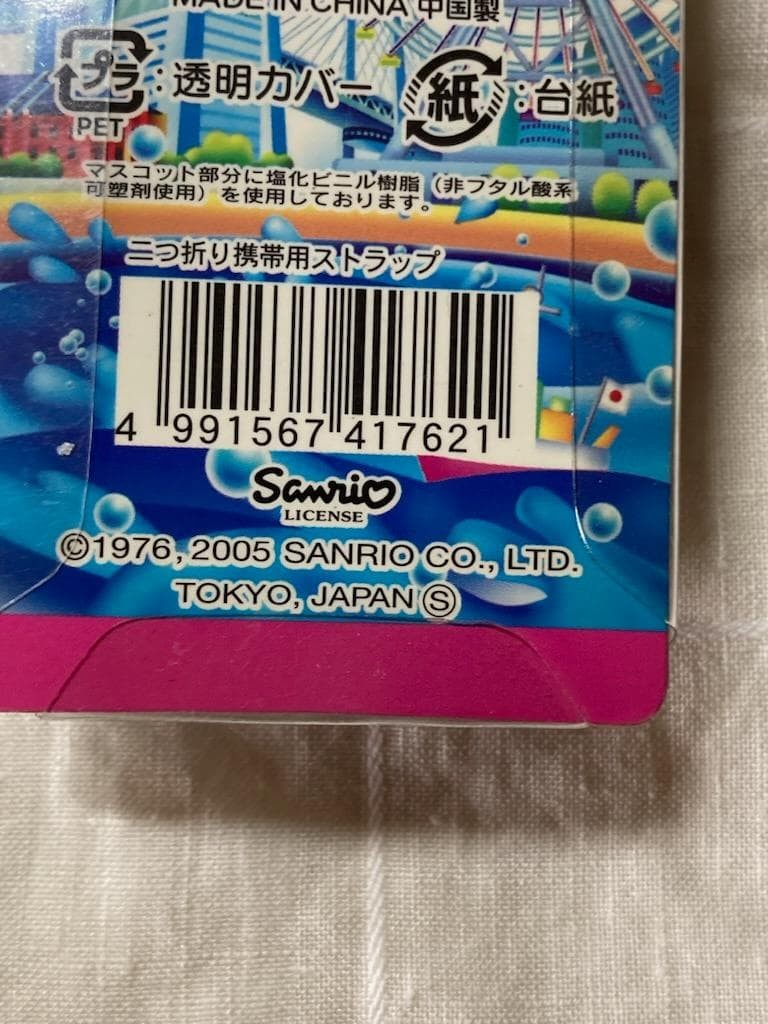 MADE IN CHINA 中国製
プラ : 透明カバー
PET
紙 : 台紙
マスコット部分に塩化ビニル樹脂（非フタル酸系
可塑剤使用）を使用しております。
二つ折り携帯用ストラップ
4 991567 417621
Sanrio
LICENSE
©1976, 2005 SANRIO CO., LTD.
TOKYO, JAPAN Ⓢ